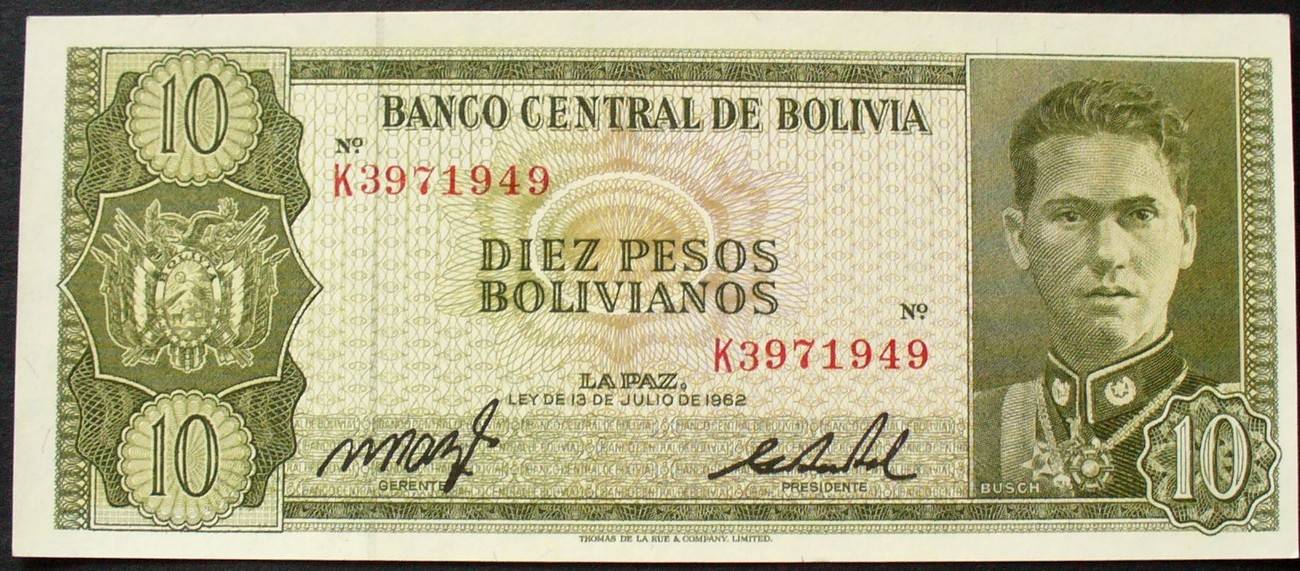 10
BANCO CENTRAL DE BOLIVIA
Nº
K3971949
DIEZ PESOS
BOLIVIANOS
Nº
K3971949
LA PAZ.
LEY DE 13 DE JULIO DE 1962
10
GERENTE
PRESIDENTE
BUSCH
10
THOMAS DE LA RUE & COMPANY, LIMITED.